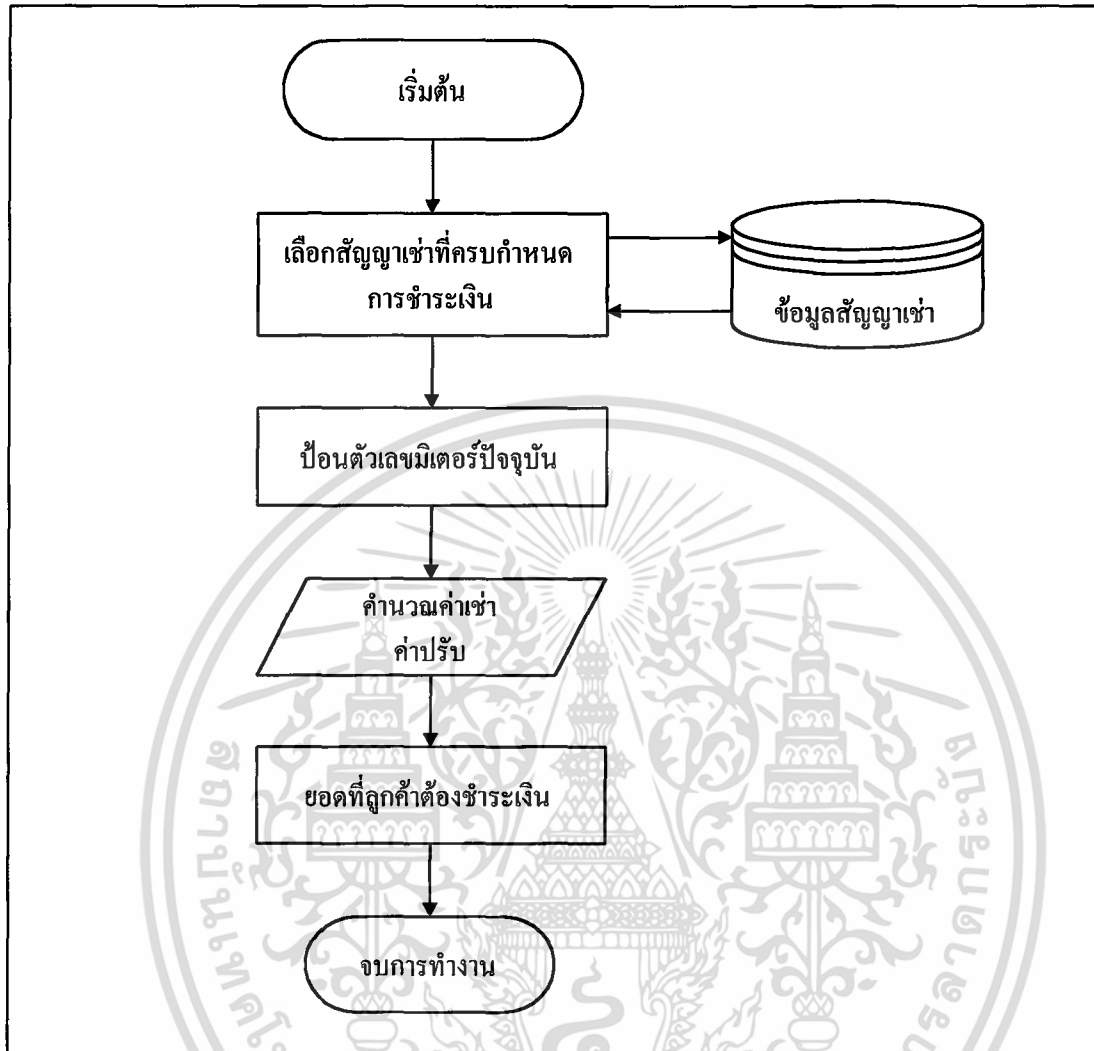 เริ่มต้น
เลือกสัญญาเช่าที่ครบกำหนด
การชำระเงิน
ข้อมูลสัญญาเช่า
ป้อนตัวเลขมิเตอร์ปัจจุบัน
คำนวณค่าเช่า
ค่าปรับ
ยอดที่ลูกค้าต้องชำระเงิน
จบการทำงาน